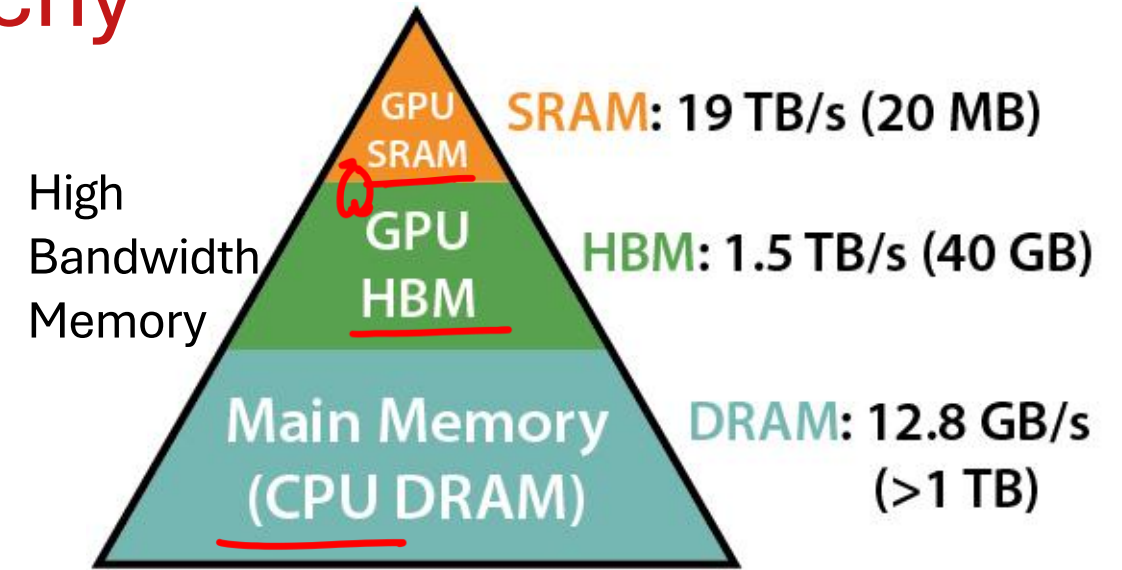 GPU
SRAM
SRAM: 19 TB/s (20 MB)
High
Bandwidth
Memory
GPU
HBM
HBM: 1.5 TB/s (40 GB)
Main Memory
(CPU DRAM)
DRAM: 12.8 GB/s
(>1 TB)